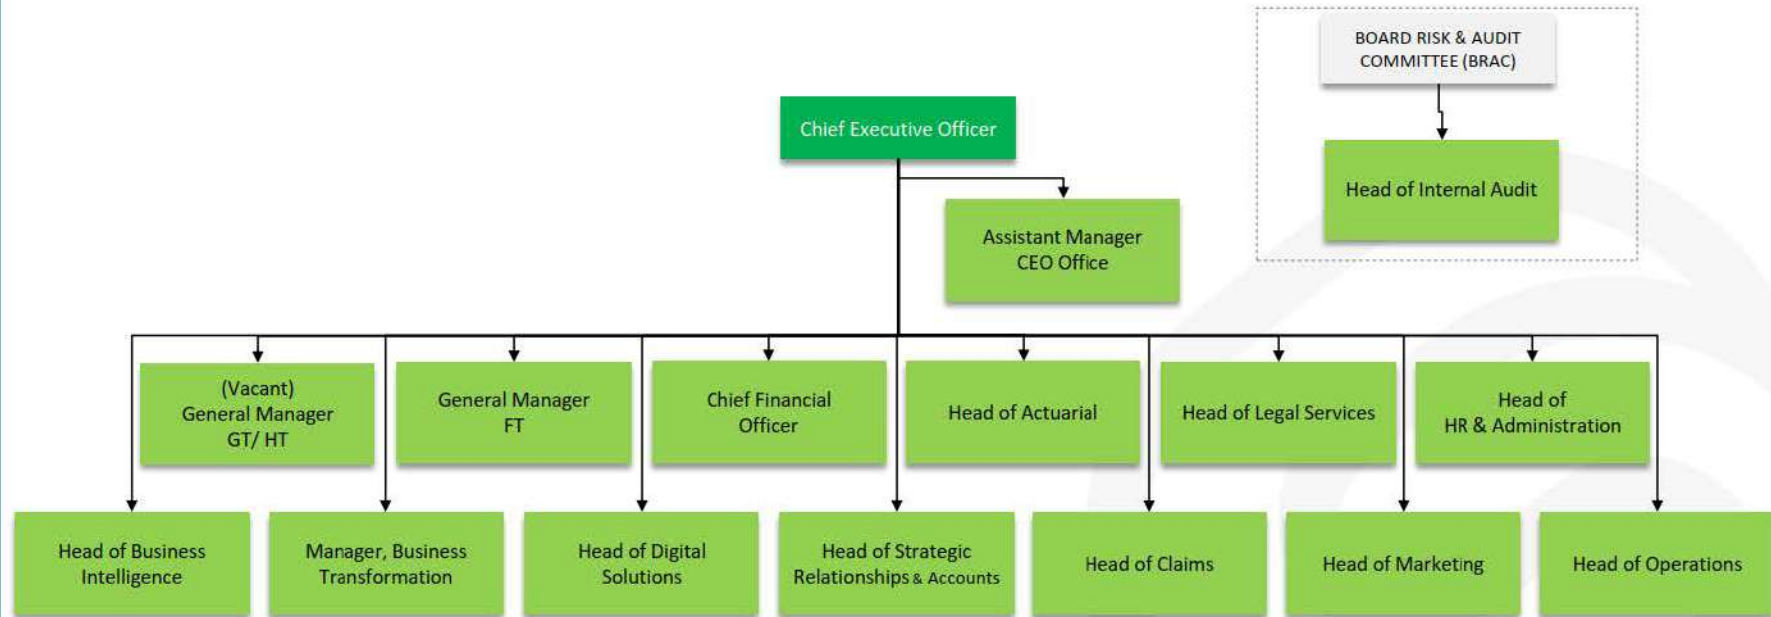 BOARD RISK & AUDIT
COMMITTEE (BRAC)
Chief Executive Officer
Head of Internal Audit
Assistant Manager
CEO Office
(Vacant)
General Manager
GT/ HT
General Manager
FT
Chief Financial
Officer
Head of Actuarial
Head of Legal Services
Head of
HR & Administration
Head of Business
Intelligence
Manager, Business
Transformation
Head of Digital
Solutions
Head of Strategic
Relationships & Accounts
Head of Claims
Head of Marketing
Head of Operations